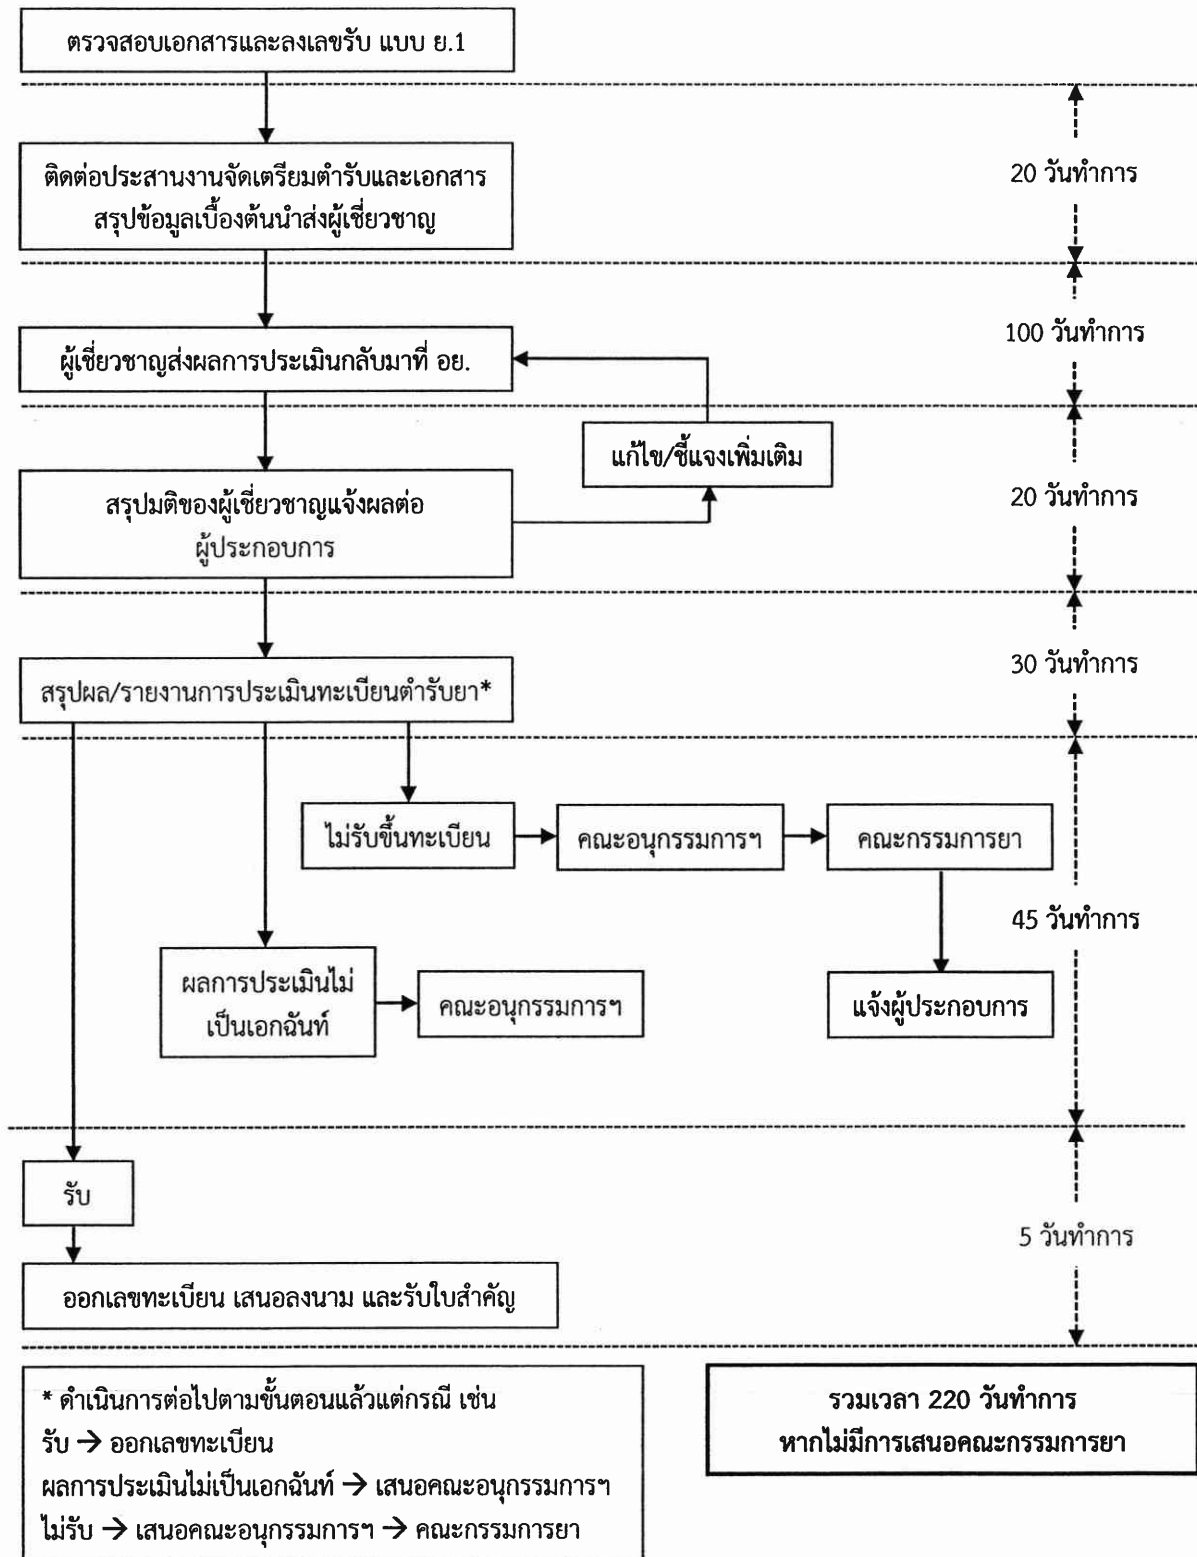 ตรวจสอบเอกสารและลงเลขรับ แบบ ย.1
ติดต่อประสานงานจัดเตรียมตำรับและเอกสาร
สรุปข้อมูลเบื้องต้นนำส่งผู้เชี่ยวชาญ
20 วันทำการ
ผู้เชี่ยวชาญส่งผลการประเมินกลับมาที่ อย.
100 วันทำการ
แก้ไข/ชี้แจงเพิ่มเติม
สรุปมติของผู้เชี่ยวชาญแจ้งผลต่อ
ผู้ประกอบการ
20 วันทำการ
สรุปผล/รายงานการประเมินทะเบียนตำรับยา*
30 วันทำการ
ไม่รับขึ้นทะเบียน
คณะอนุกรรมการฯ
คณะกรรมการยา
45 วันทำการ
ผลการประเมินไม่
เป็นเอกฉันท์
คณะอนุกรรมการฯ
แจ้งผู้ประกอบการ
รับ
5 วันทำการ
ออกเลขทะเบียน เสนอลงนาม และรับใบสำคัญ
* ดำเนินการต่อไปตามขั้นตอนแล้วแต่กรณี เช่น
รับ → ออกเลขทะเบียน
ผลการประเมินไม่เป็นเอกฉันท์ → เสนอคณะอนุกรรมการฯ
ไม่รับ → เสนอคณะอนุกรรมการฯ → คณะกรรมการยา
รวมเวลา 220 วันทำการ
หากไม่มีการเสนอคณะกรรมการยา